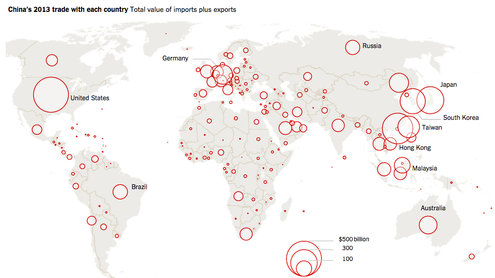 China's 2013 trade with each country Total value of imports plus exports
Germany
Russia
Japan
United States
South Korea
Taiwan
Hong Kong
Malaysia
Brazil
Australia
$500 billion
300
100